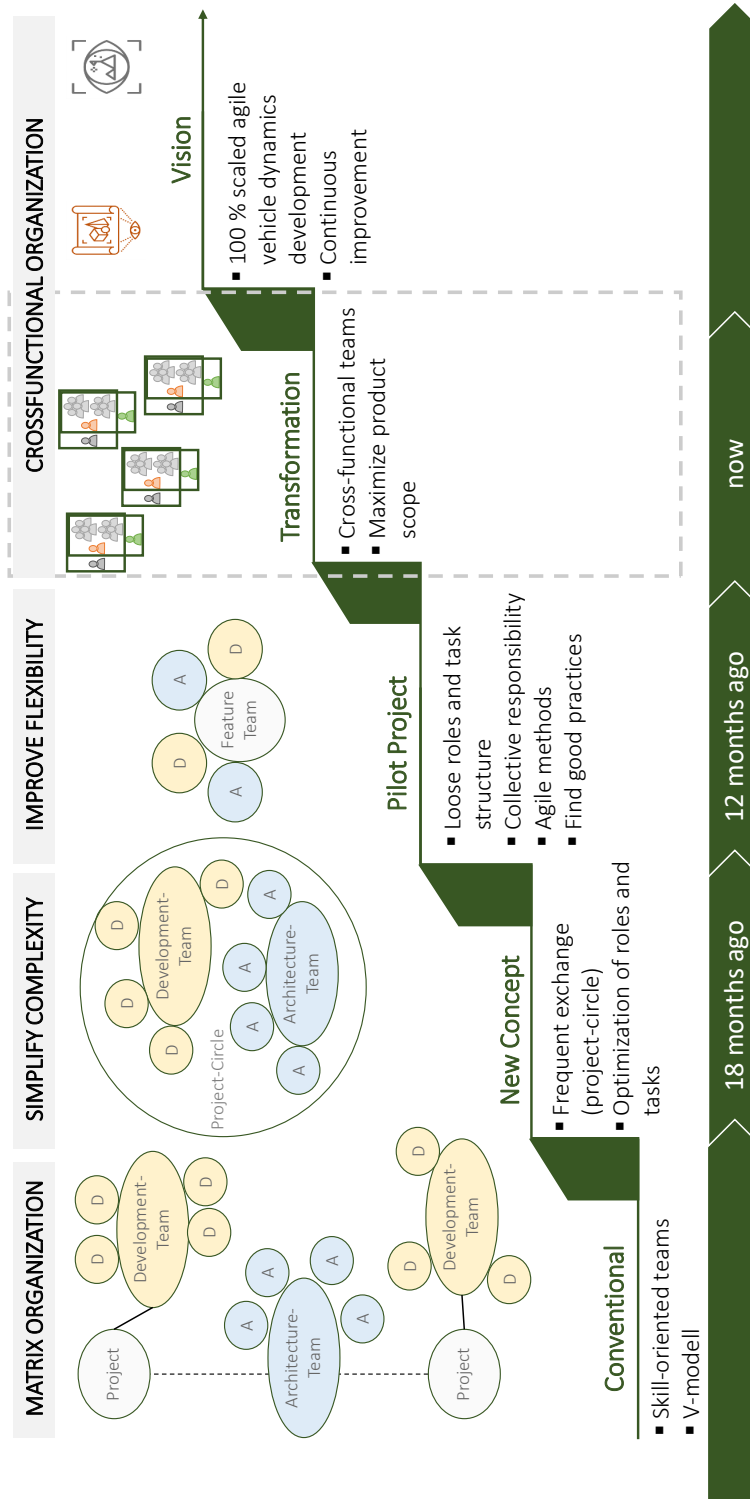 MATRIX ORGANIZATION
SIMPLIFY COMPLEXITY
IMPROVE FLEXIBILITY
CROSSFUNCTIONAL ORGANIZATION
Project
D
D
Development-
Team
D
D
D
A
A
Architecture-
Team
A
A
Project
D
D
Development-
Team
D
Project-Circle
D
D
D
Development-
Team
D
A
A
A
A
Architecture-
Team
D
A
Feature
Team
A
D
Conventional
▪ Skill-oriented teams
▪ V-modell
New Concept
▪ Frequent exchange
(project-circle)
▪ Optimization of roles and
tasks
Pilot Project
▪ Loose roles and task
structure
▪ Collective responsibility
▪ Agile methods
▪ Find good practices
Transformation
▪ Cross-functional teams
▪ Maximize product
scope
Vision
▪ 100 % scaled agile
vehicle dynamics
development
▪ Continuous
improvement
18 months ago
12 months ago
now